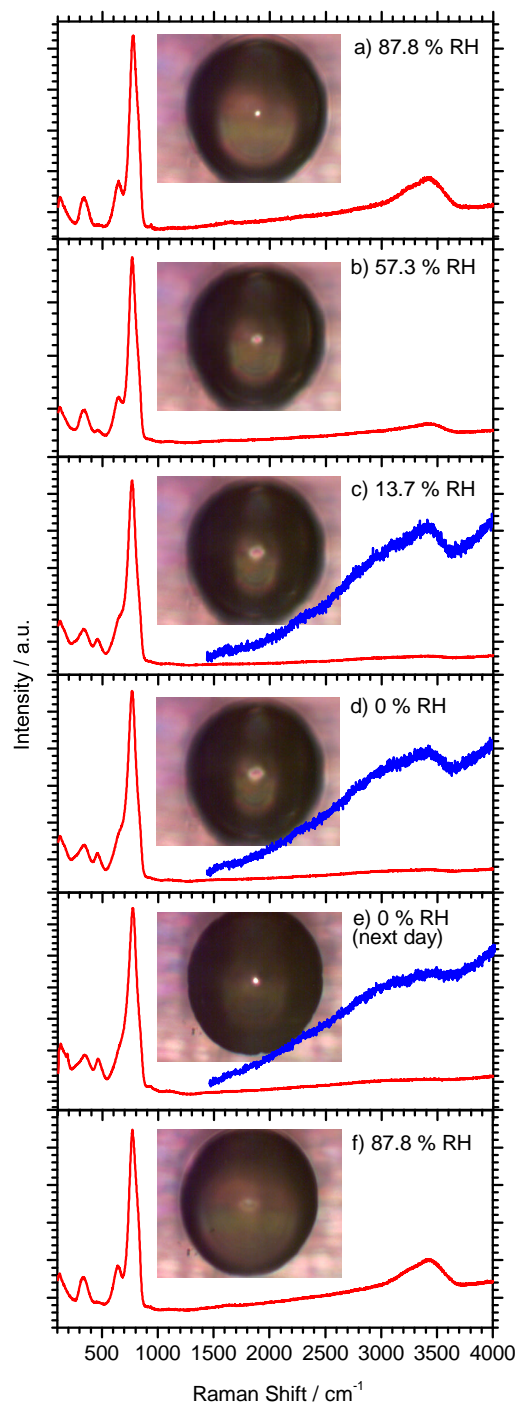 a) 87.8 % RH
b) 57.3 % RH
c) 13.7 % RH
d) 0 % RH
e) 0 % RH
(next day)
f) 87.8 % RH
Intensity / a.u.
500 1000 1500 2000 2500 3000 3500 4000
Raman Shift / cm⁻¹